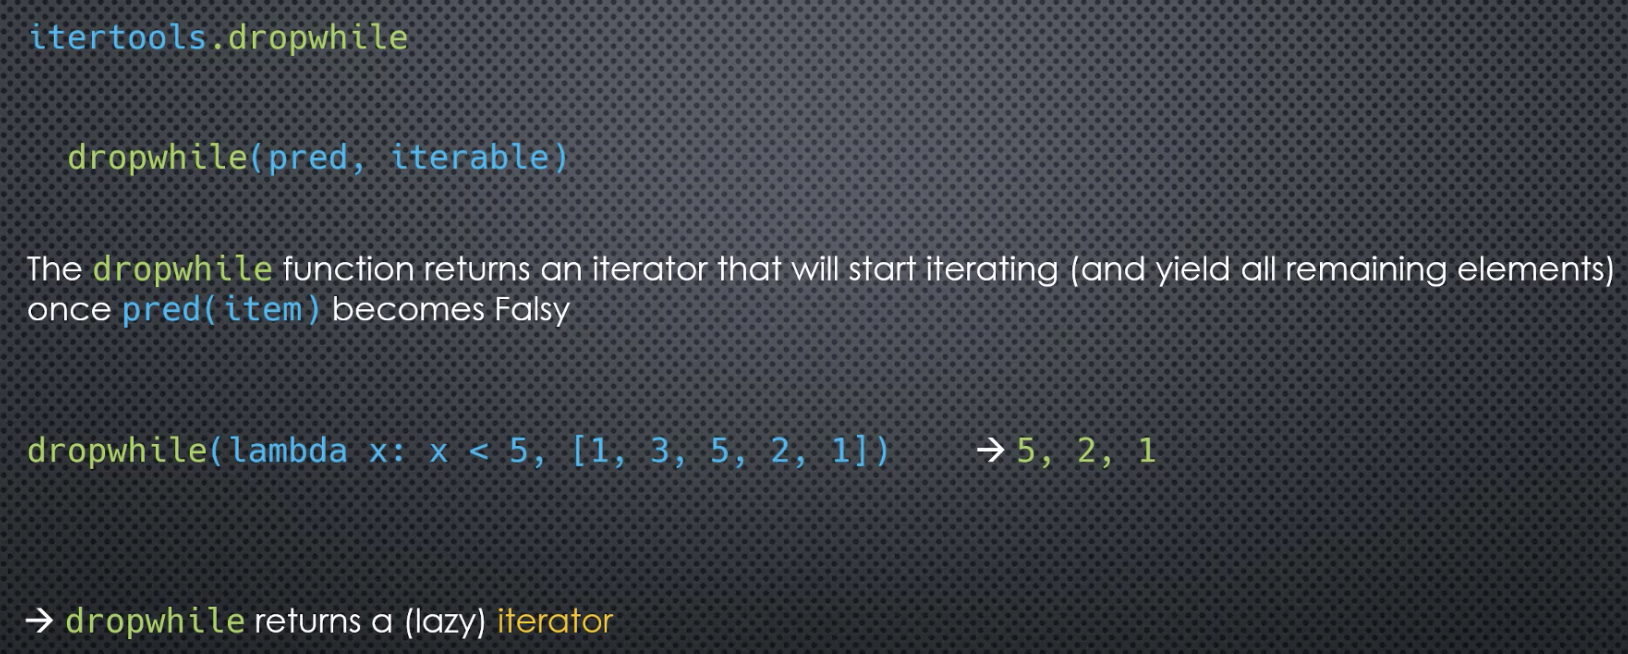 itertools.dropwhile
dropwhile(pred, iterable)
The dropwhile function returns an iterator that will start iterating (and yield all remaining elements)
once pred(item) becomes Falsy
dropwhile(lambda x: x < 5, [1, 3, 5, 2, 1]) → 5, 2, 1
→ dropwhile returns a (lazy) iterator